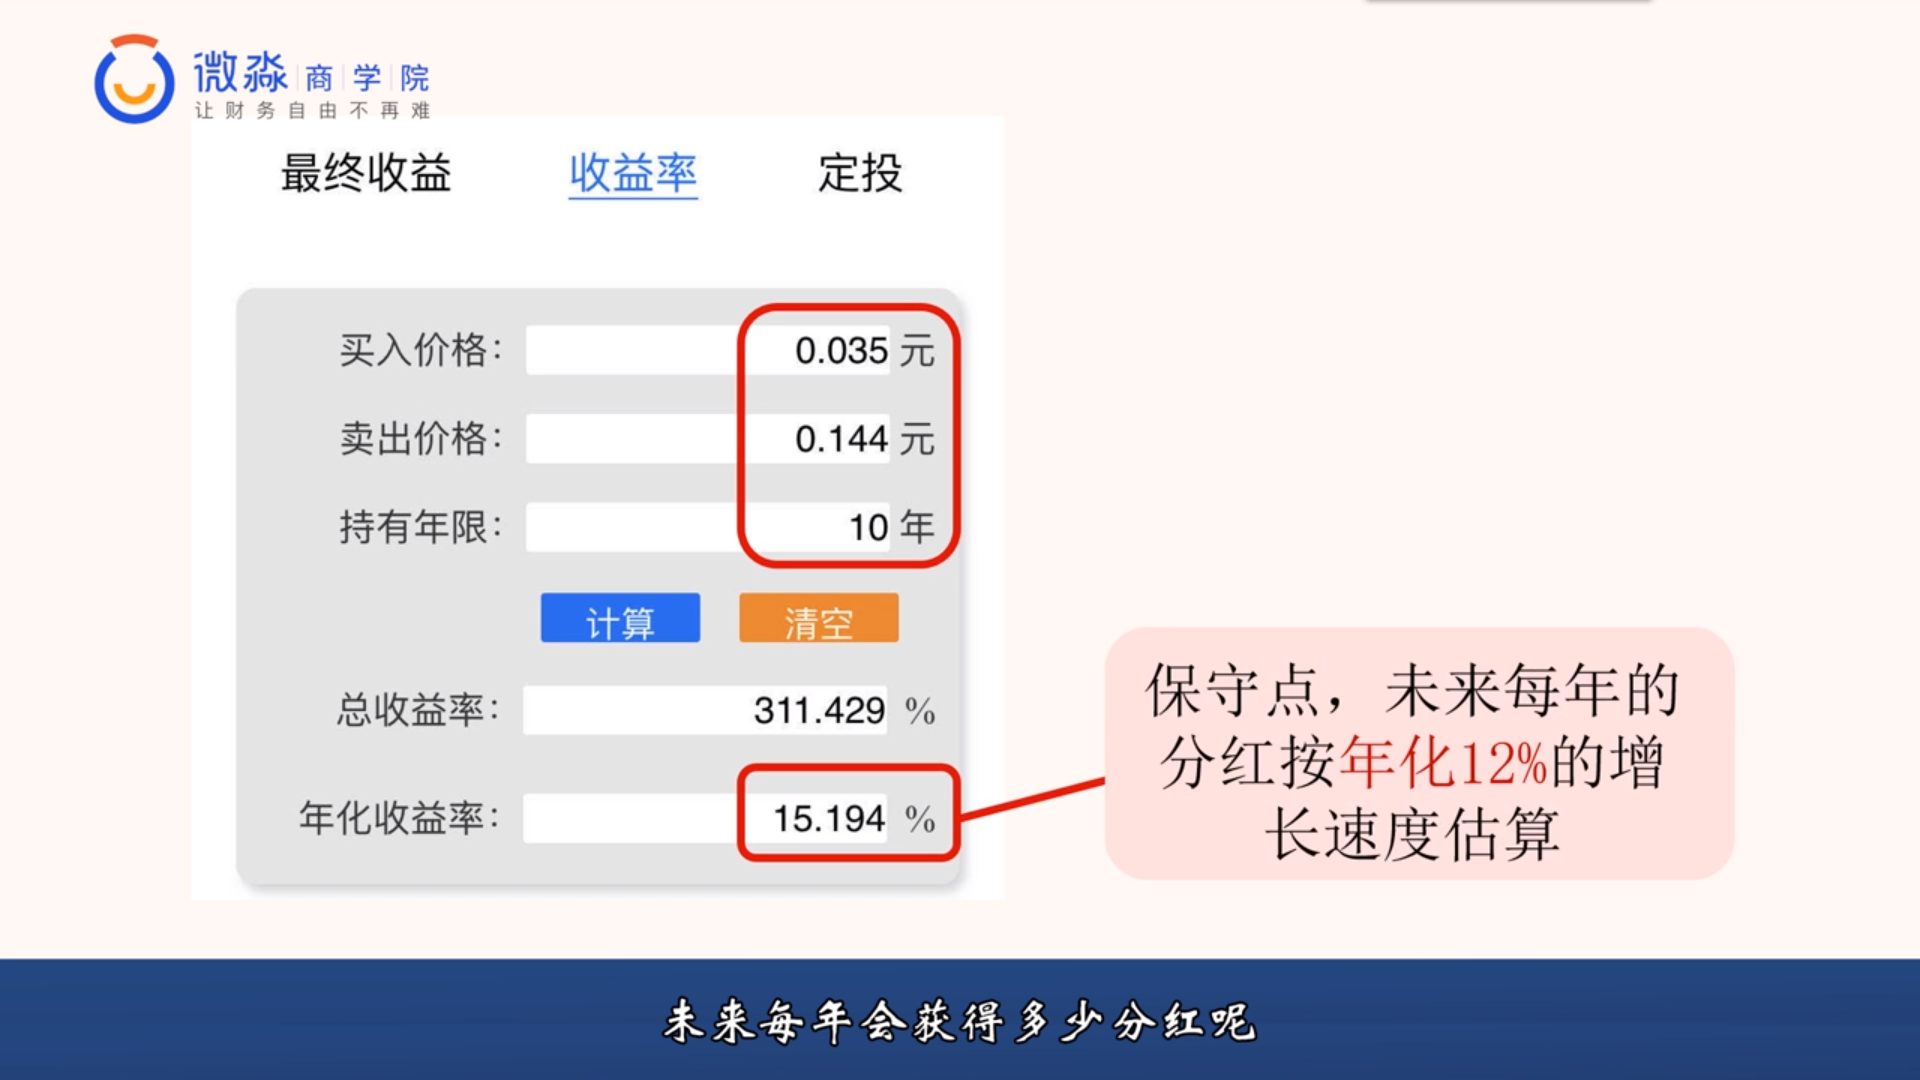 微淼 商 学 院
让财务自由不再难
最终收益 收益率 定投
买入价格： 0.035 元
卖出价格： 0.144 元
持有年限： 10 年
计算 清空
总收益率： 311.429 %
年化收益率： 15.194 %
保守点，未来每年的
分红按年化12%的增
长速度估算
未来每年会获得多少分红呢